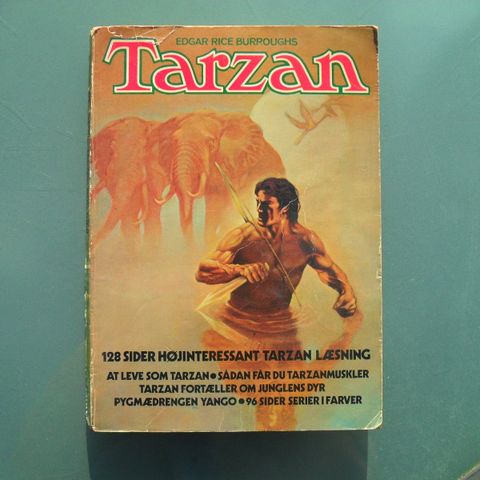 EDGAR RICE BURROUGHS
Tarzan
128 SIDER HØJINTERESSANT TARZAN LÆSNING
AT LEVE SOM TARZAN • SÅDAN FÅR DU TARZANMUSKLER
TARZAN FORTÆLLER OM JUNGLENS DYR
PYGMÆDRENGEN YANGO • 96 SIDER SERIER I FARVER